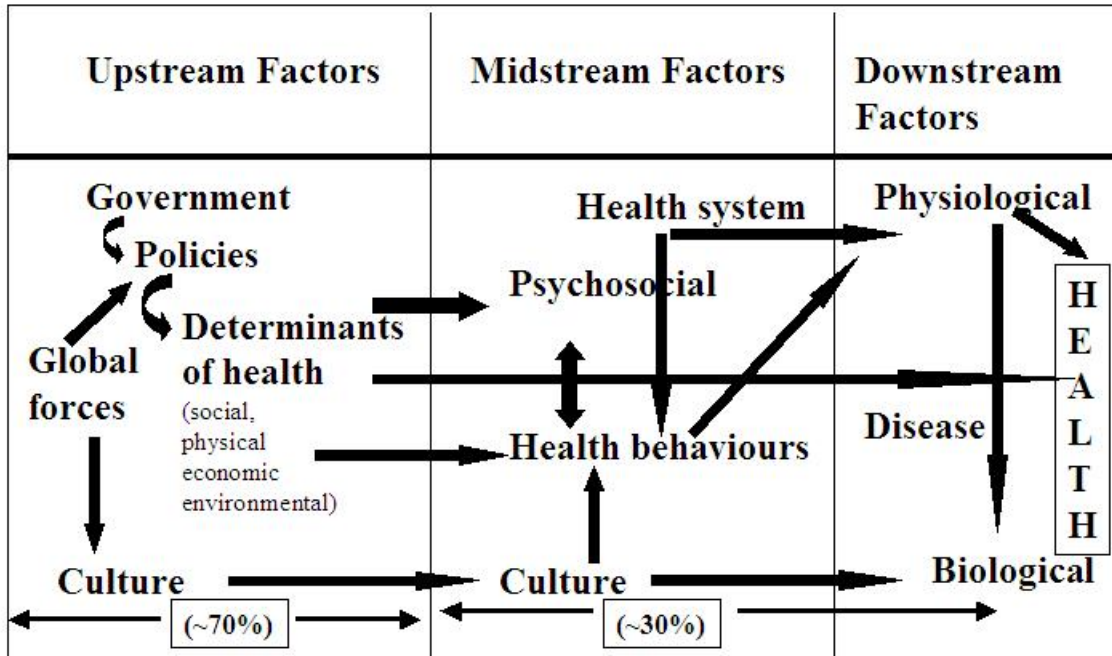 Upstream Factors
Midstream Factors
Downstream
Factors
Government
Policies
Global
forces
Determinants
of health
(social,
physical
economic
environmental)
Culture
(~70%)
Health system
Psychosocial
Health behaviours
Culture
(~30%)
Physiological
Disease
Biological
H
E
A
L
T
H